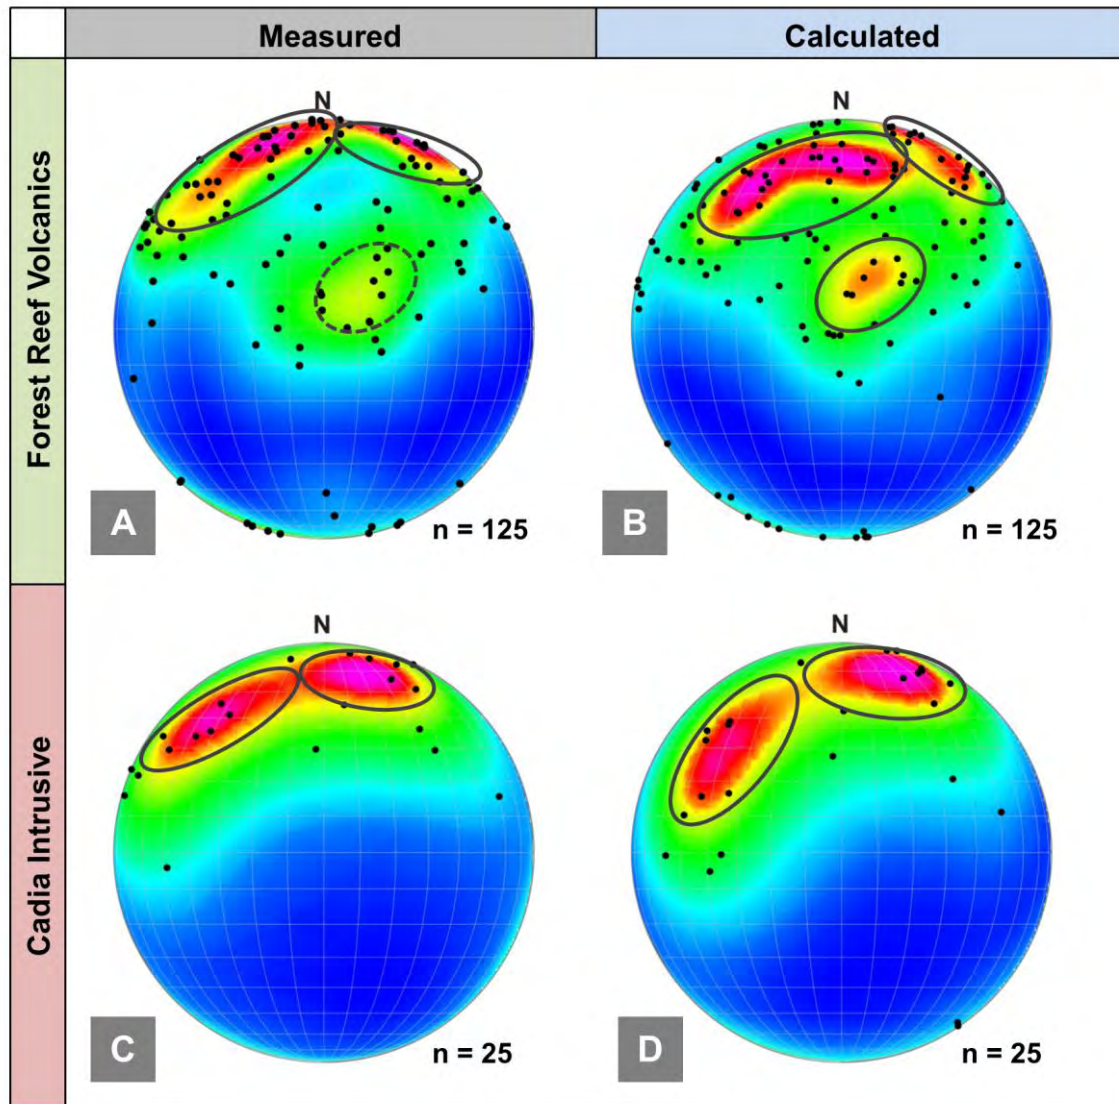 Measured
Calculated
Forest Reef Volcanics
N
N
A
n = 125
B
n = 125
Cadia Intrusive
N
N
C
n = 25
D
n = 25